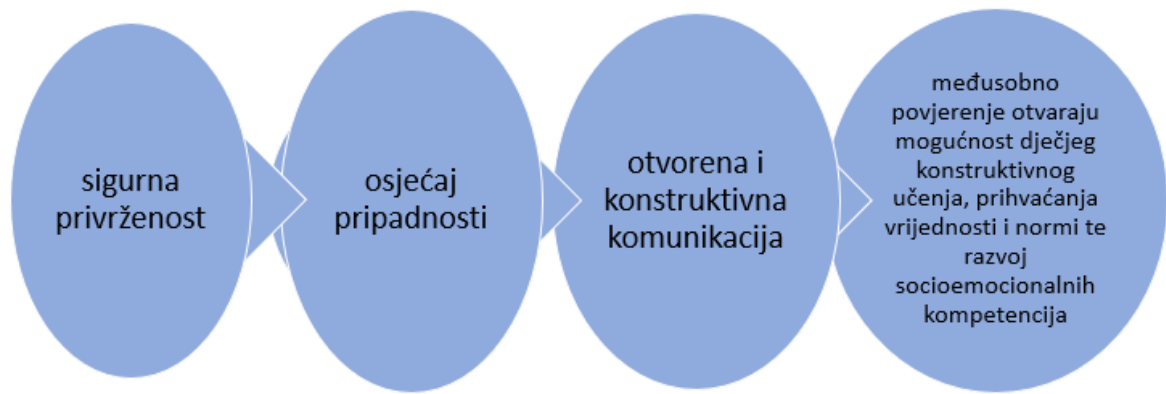 sigurna
privrženost
osjećaj
pripadnosti
otvorena i
konstruktivna
komunikacija
međusobno
povjerenje otvaraju
mogućnost dječjeg
konstruktivnog
učenja, prihvaćanja
vrijednosti i normi te
razvoj
socioemocionalnih
kompetencija